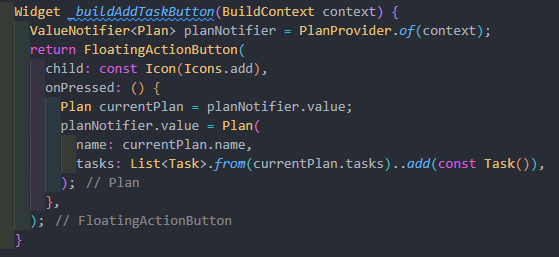 Widget _buildAddTaskButton(BuildContext context) {
  ValueNotifier<Plan> planNotifier = PlanProvider.of(context);
  return FloatingActionButton(
    child: const Icon(Icons.add),
    onPressed: () {
      Plan currentPlan = planNotifier.value;
      planNotifier.value = Plan(
        name: currentPlan.name,
        tasks: List<Task>.from(currentPlan.tasks)..add(const Task()),
      ); // Plan
    },
  ); // FloatingActionButton
}